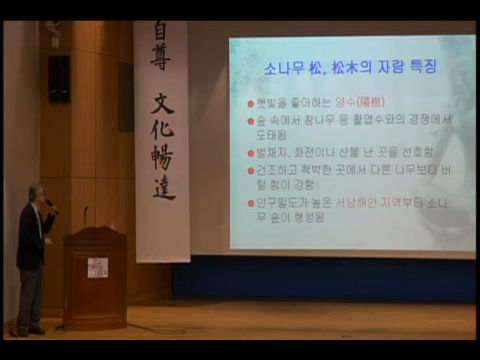 自尊 文化暢達
소나무 松, 松木의 자람 특징
햇빛을 좋아하는 양수(陽樹)
숲 속에서 참나무 등 활엽수와의 경쟁에서
도태됨
벌채지, 화전이나 산불 난 곳을 선호함
건조하고 척박한 곳에서 다른 나무보다 버
틸 힘이 강함
인구밀도가 높은 서남해안 지역부터 소나
무 숲이 형성됨